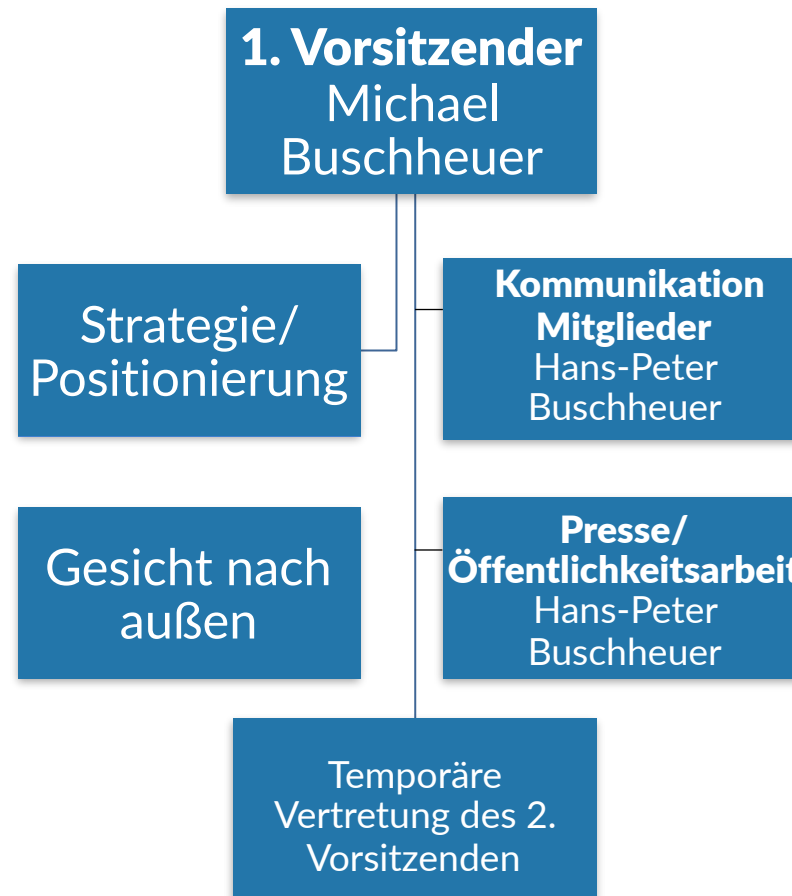 1. Vorsitzender
Michael
Buschheuer
Strategie/
Positionierung
Kommunikation
Mitglieder
Hans-Peter
Buschheuer
Gesicht nach
außen
Presse/
Öffentlichkeitsarbeit
Hans-Peter
Buschheuer
Temporäre
Vertretung des 2.
Vorsitzenden